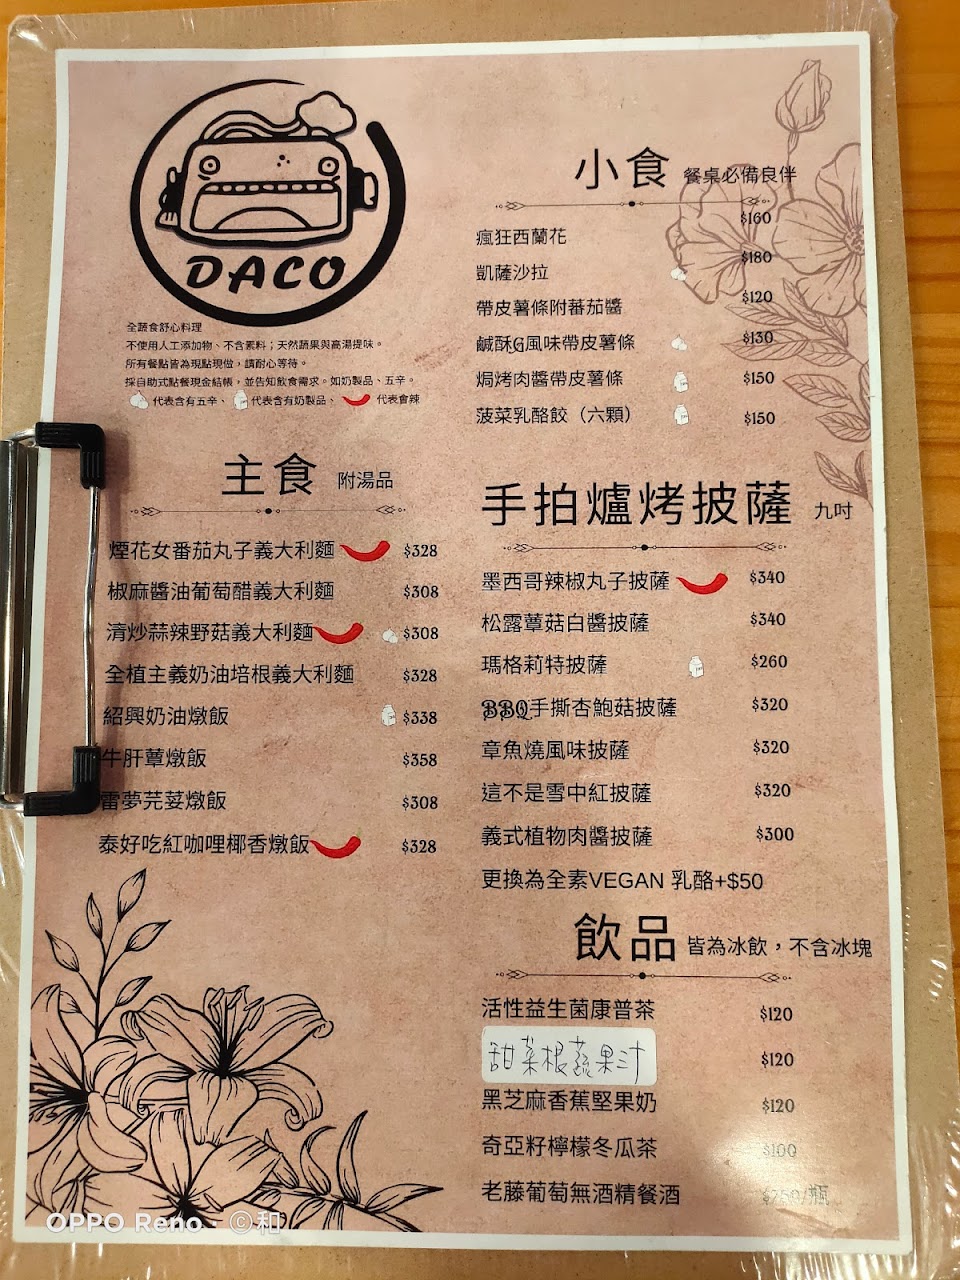 DACO
全蔬食舒心料理
不使用人工添加物、不含素料；天然蔬果與高湯提味。
所有餐點皆為現點現做，請耐心等待。
採自助式點餐現金結帳，並告知飲食需求。如奶製品、五辛。
代表含有五辛、 代表含有奶製品、 代表會辣
主食 附湯品
煙花女番茄丸子義大利麵 $328
椒麻醬油葡萄醋義大利麵 $308
清炒蒜辣野菇義大利麵 $308
全植主義奶油培根義大利麵 $328
紹興奶油燉飯 $338
牛肝蕈燉飯 $358
雷夢芫荽燉飯 $308
泰好吃紅咖哩椰香燉飯 $328
小食 餐桌必備良伴
瘋狂西蘭花 $160
凱薩沙拉 $180
帶皮薯條附蕃茄醬 $120
鹹酥G風味帶皮薯條 $130
焗烤肉醬帶皮薯條 $150
菠菜乳酪餃（六顆） $150
手拍爐烤披薩 九吋
墨西哥辣椒丸子披薩 $340
松露蕈菇白醬披薩 $340
瑪格莉特披薩 $260
BBQ手撕杏鮑菇披薩 $320
章魚燒風味披薩 $320
這不是雪中紅披薩 $320
義式植物肉醬披薩 $300
更換為全素VEGAN 乳酪+$50
飲品 皆為冰飲，不含冰塊
活性益生菌康普茶 $120
甜菜根蔬果汁 $120
黑芝麻香蕉堅果奶 $120
奇亞籽檸檬冬瓜茶 $100
老藤葡萄無酒精餐酒 $750/瓶
OPPO Reno ©和